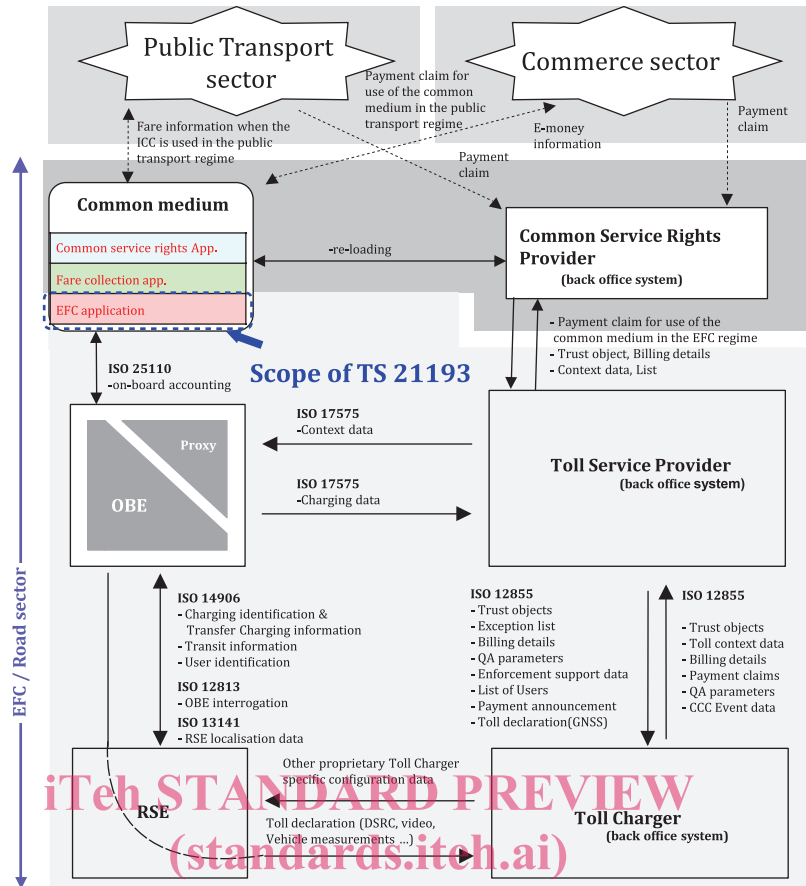 Public Transport
sector
Commerce sector
Payment claim for
use of the common
medium in the public
transport regime
Payment
claim
Fare information when the
ICC is used in the public
transport regime
E-money
information
Payment
claim
Common medium
Common service rights App.
Fare collection app.
EFC application
-re-loading
Common Service Rights
Provider
(back office system)
ISO 25110
-on-board accounting
Scope of TS 21193
- Payment claim for use of the
common medium in the EFC regime
- Trust object, Billing details
- Context data, List
Proxy
OBE
ISO 17575
-Context data
ISO 17575
-Charging data
Toll Service Provider
(back office system)
EFC / Road sector
ISO 14906
- Charging identification &
Transfer Charging information
- Transit information
- User identification
ISO 12813
- OBE interrogation
ISO 13141
- RSE localisation data
ISO 12855
- Trust objects
- Exception list
- Billing details
- QA parameters
- Enforcement support data
- List of Users
- Payment announcement
- Toll declaration(GNSS)
ISO 12855
- Trust objects
- Toll context data
- Billing details
- Payment claims
- QA parameters
- CCC Event data
RSE
Other proprietary Toll Charger
specific configuration data
Toll declaration (DSRC, video,
Vehicle measurements ...)
Toll Charger
(back office system)
iTeh STANDARD PREVIEW
(standards.iteh.ai)